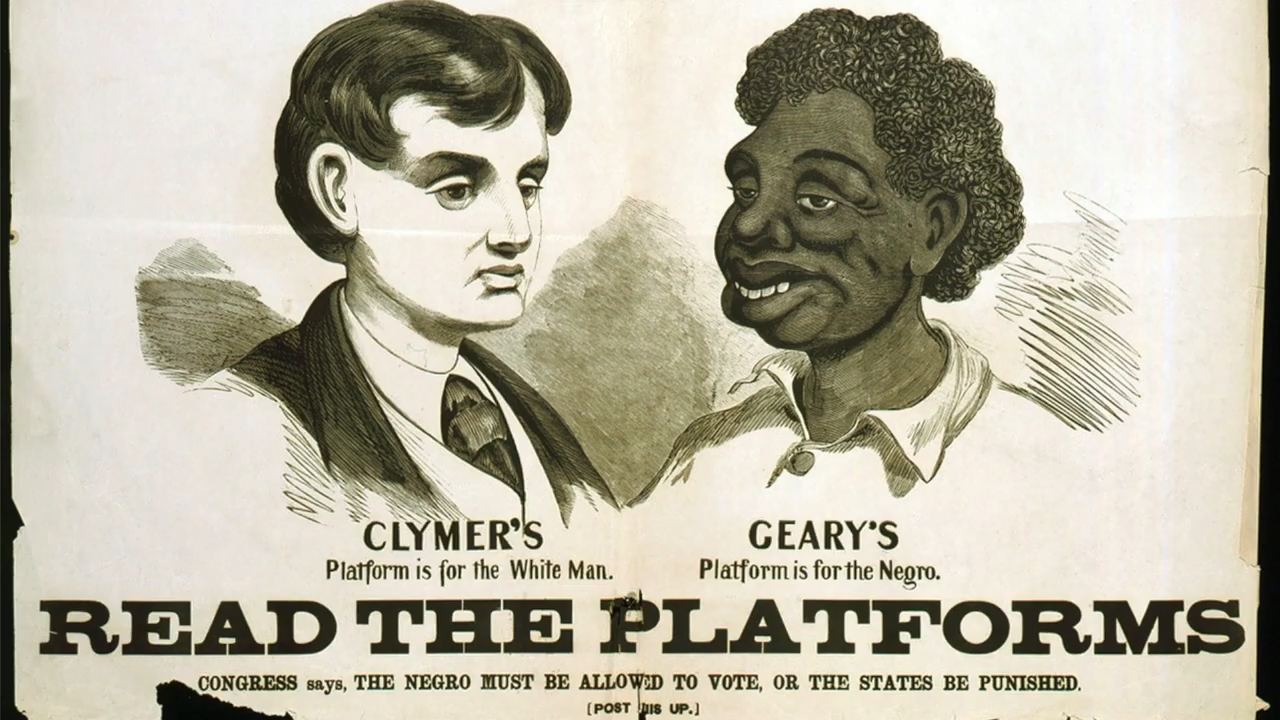 CLYMER'S
Platform is for the White Man.
GEARY'S
Platform is for the Negro.
READ THE PLATFORMS
CONGRESS says, THE NEGRO MUST BE ALLOWED TO VOTE, OR THE STATES BE PUNISHED.
[POST THIS UP.]